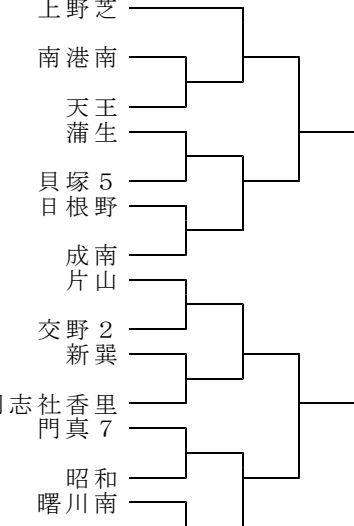 上野芝
南港南
天王
蒲生
貝塚５
日根野
成南
片山
交野２
新巽
志社香里
門真７
昭和
曙川南